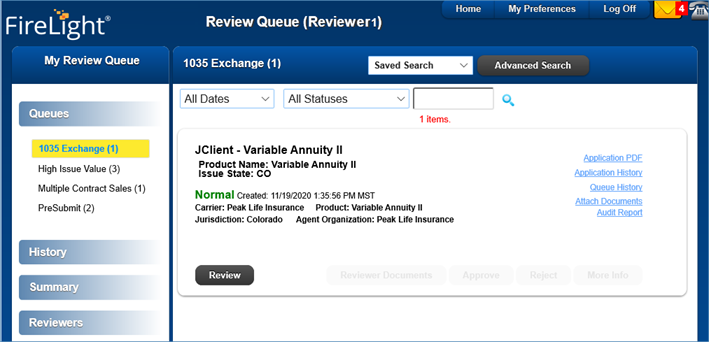 FireLight®
Review Queue (Reviewer1)
Home
My Preferences
Log Off
4
My Review Queue
1035 Exchange (1)
Saved Search
Advanced Search
Queues
1035 Exchange (1)
High Issue Value (3)
Multiple Contract Sales (1)
PreSubmit (2)
History
Summary
Reviewers
All Dates
All Statuses
1 items.
JClient - Variable Annuity II
Product Name: Variable Annuity II
Issue State: CO
Normal Created: 11/19/2020 1:35:56 PM MST
Carrier: Peak Life Insurance Product: Variable Annuity II
Jurisdiction: Colorado Agent Organization: Peak Life Insurance
Application PDF
Application History
Queue History
Attach Documents
Audit Report
Review
Reviewer Documents
Approve
Reject
More Info